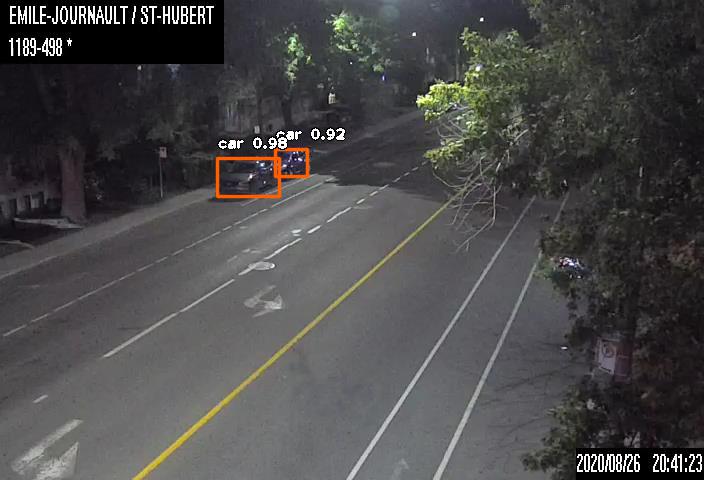 EMILE-JOURNAULT / ST-HUBERT
1189-498 *
car 0.98
car 0.92
2020/08/26 20:41:23